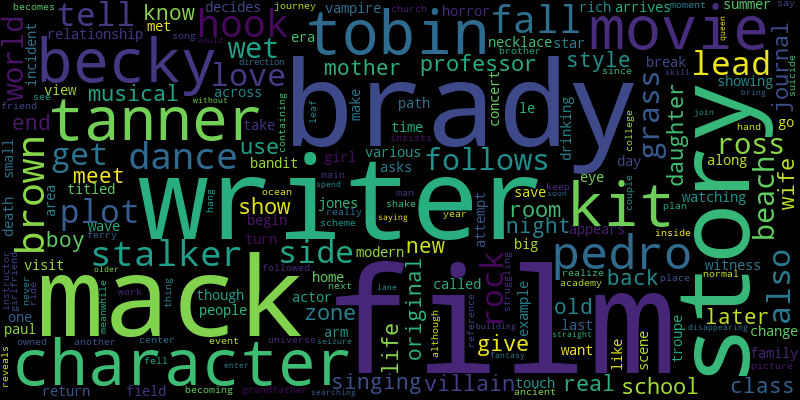 becomes tell know decides journey church moment say
hook vampire met horror rich arrives summer
world incident relationship song would fall movie
becky wet era tobin necklace star queen
love mother professor brother style since lead
view musical across direction brady break skill showing
tanner take containing leaf make path concert le drinking grass journal suicide
friend see end without time insists college daughter bring
get dance use various join hand go
small brown bandit girl asks follows day ross
meet titled main man eye couple along wife
death area writer ocean spend shake save jones room keep soon kit beach watching
plot wave hang show really saying year night appears plan story
boy ferry begin scheme attempt big inside witness
stalker turn side new pedro also
visit older modern struggling realize normal
instructor girlfriend never ride mack though followed home original rock called academy back place later disappearing
people next zone film example old troupe change
one meanwhile work thing actor lane reference last
paul owned another center event universe arm although building straight scene family
character fell seizure life give fantasy want like picture
reveals return field becoming enter grandfather searching singing villain touch ancient real school class